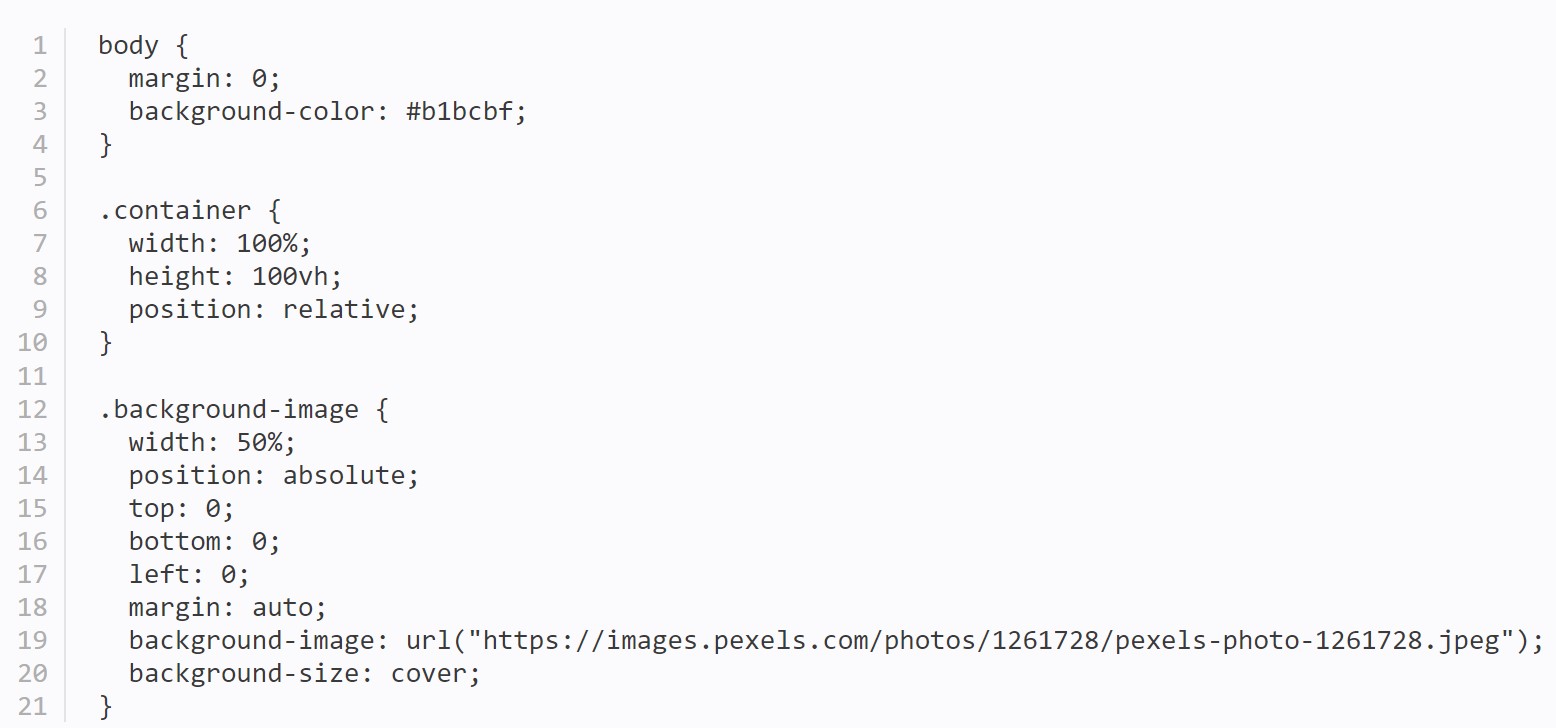 1 body {
2 margin: 0;
3 background-color: #b1bcbf;
4 }
5
6 .container {
7 width: 100%;
8 height: 100vh;
9 position: relative;
10 }
11
12 .background-image {
13 width: 50%;
14 position: absolute;
15 top: 0;
16 bottom: 0;
17 left: 0;
18 margin: auto;
19 background-image: url("https://images.pexels.com/photos/1261728/pexels-photo-1261728.jpeg");
20 background-size: cover;
21 }